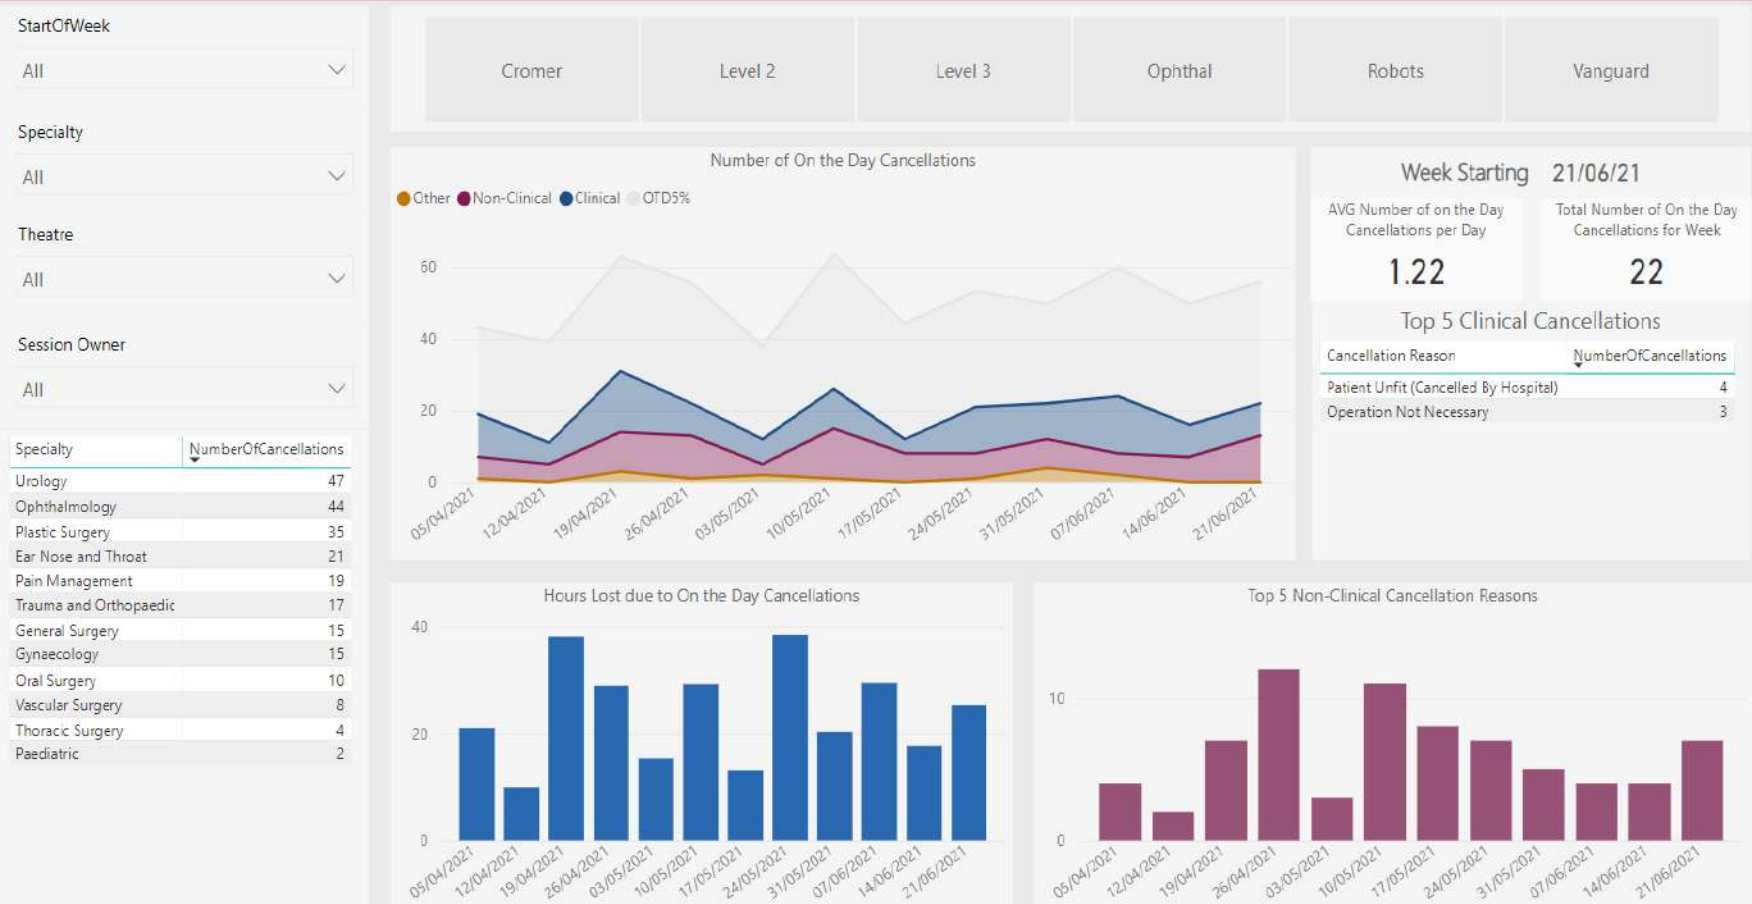 StartOfWeek
All
Specialty
All
Theatre
All
Session Owner
All
Specialty NumberOfCancellations
Urology 47
Ophthalmology 44
Plastic Surgery 35
Ear Nose and Throat 21
Pain Management 19
Trauma and Orthopaedic 17
General Surgery 15
Gynaecology 15
Oral Surgery 10
Vascular Surgery 8
Thoracic Surgery 4
Paediatric 2
Cromer Level 2 Level 3 Ophthal Robots Vanguard
Number of On the Day Cancellations
Other Non-Clinical Clinical OTD5%
60
40
20
0
05/04/2021 12/04/2021 19/04/2021 26/04/2021 03/05/2021 10/05/2021 17/05/2021 24/05/2021 31/05/2021 07/06/2021 14/06/2021 21/06/2021
Week Starting 21/06/21
AVG Number of on the Day
Cancellations per Day
1.22
Total Number of On the Day
Cancellations for Week
22
Top 5 Clinical Cancellations
Cancellation Reason NumberOfCancellations
Patient Unfit (Cancelled By Hospital) 4
Operation Not Necessary 3
Hours Lost due to On the Day Cancellations
40
20
0
05/04/2021 12/04/2021 19/04/2021 26/04/2021 03/05/2021 10/05/2021 17/05/2021 24/05/2021 31/05/2021 07/06/2021 14/06/2021 21/06/2021
Top 5 Non-Clinical Cancellation Reasons
10
0
05/04/2021 12/04/2021 19/04/2021 26/04/2021 03/05/2021 10/05/2021 17/05/2021 24/05/2021 31/05/2021 07/06/2021 14/06/2021 21/06/2021